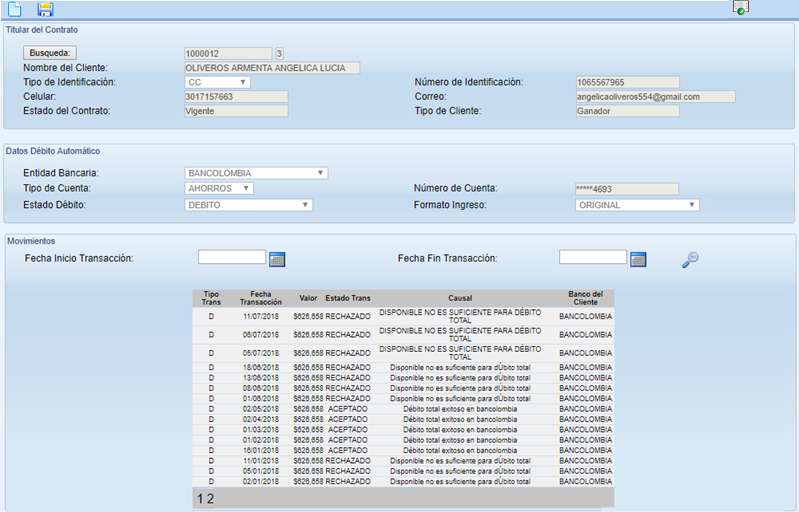 Titular del Contrato
Busqueda: 1000012 3
Nombre del Cliente: OLIVEROS ARMENTA ANGELICA LUCIA
Tipo de Identificación: CC Número de Identificación: 1065567965
Celular: 3017157663 Correo: angelicaoliveros554@gmail.com
Estado del Contrato: Vigente Tipo de Cliente: Ganador
Datos Débito Automático
Entidad Bancaria: BANCOLOMBIA
Tipo de Cuenta: AHORROS Número de Cuenta: *****4693
Estado Débito: DEBITO Formato Ingreso: ORIGINAL
Movimientos
Fecha Inicio Transacción: Fecha Fin Transacción:
Tipo Trans Fecha Transacción Valor Estado Trans Causal Banco del Cliente
D 11/07/2018 $626,658 RECHAZADO DISPONIBLE NO ES SUFICIENTE PARA DÉBITO TOTAL BANCOLOMBIA
D 06/07/2018 $626,658 RECHAZADO DISPONIBLE NO ES SUFICIENTE PARA DÉBITO TOTAL BANCOLOMBIA
D 05/07/2018 $626,658 RECHAZADO DISPONIBLE NO ES SUFICIENTE PARA DÉBITO TOTAL BANCOLOMBIA
D 18/06/2018 $626,658 RECHAZADO Disponible no es suficiente para dÚbito total BANCOLOMBIA
D 13/06/2018 $626,658 RECHAZADO Disponible no es suficiente para dÚbito total BANCOLOMBIA
D 08/06/2018 $626,658 RECHAZADO Disponible no es suficiente para dÚbito total BANCOLOMBIA
D 01/06/2018 $626,658 RECHAZADO Disponible no es suficiente para dÚbito total BANCOLOMBIA
D 02/05/2018 $626,658 ACEPTADO Débito total exitoso en bancolombia BANCOLOMBIA
D 02/04/2018 $626,658 ACEPTADO Débito total exitoso en bancolombia BANCOLOMBIA
D 01/03/2018 $626,658 ACEPTADO Débito total exitoso en bancolombia BANCOLOMBIA
D 01/02/2018 $626,658 ACEPTADO Débito total exitoso en bancolombia BANCOLOMBIA
D 16/01/2018 $626,658 ACEPTADO Débito total exitoso en bancolombia BANCOLOMBIA
D 11/01/2018 $626,658 RECHAZADO Disponible no es suficiente para dÚbito total BANCOLOMBIA
D 05/01/2018 $626,658 RECHAZADO Disponible no es suficiente para dÚbito total BANCOLOMBIA
D 02/01/2018 $626,658 RECHAZADO Disponible no es suficiente para dÚbito total BANCOLOMBIA
1 2